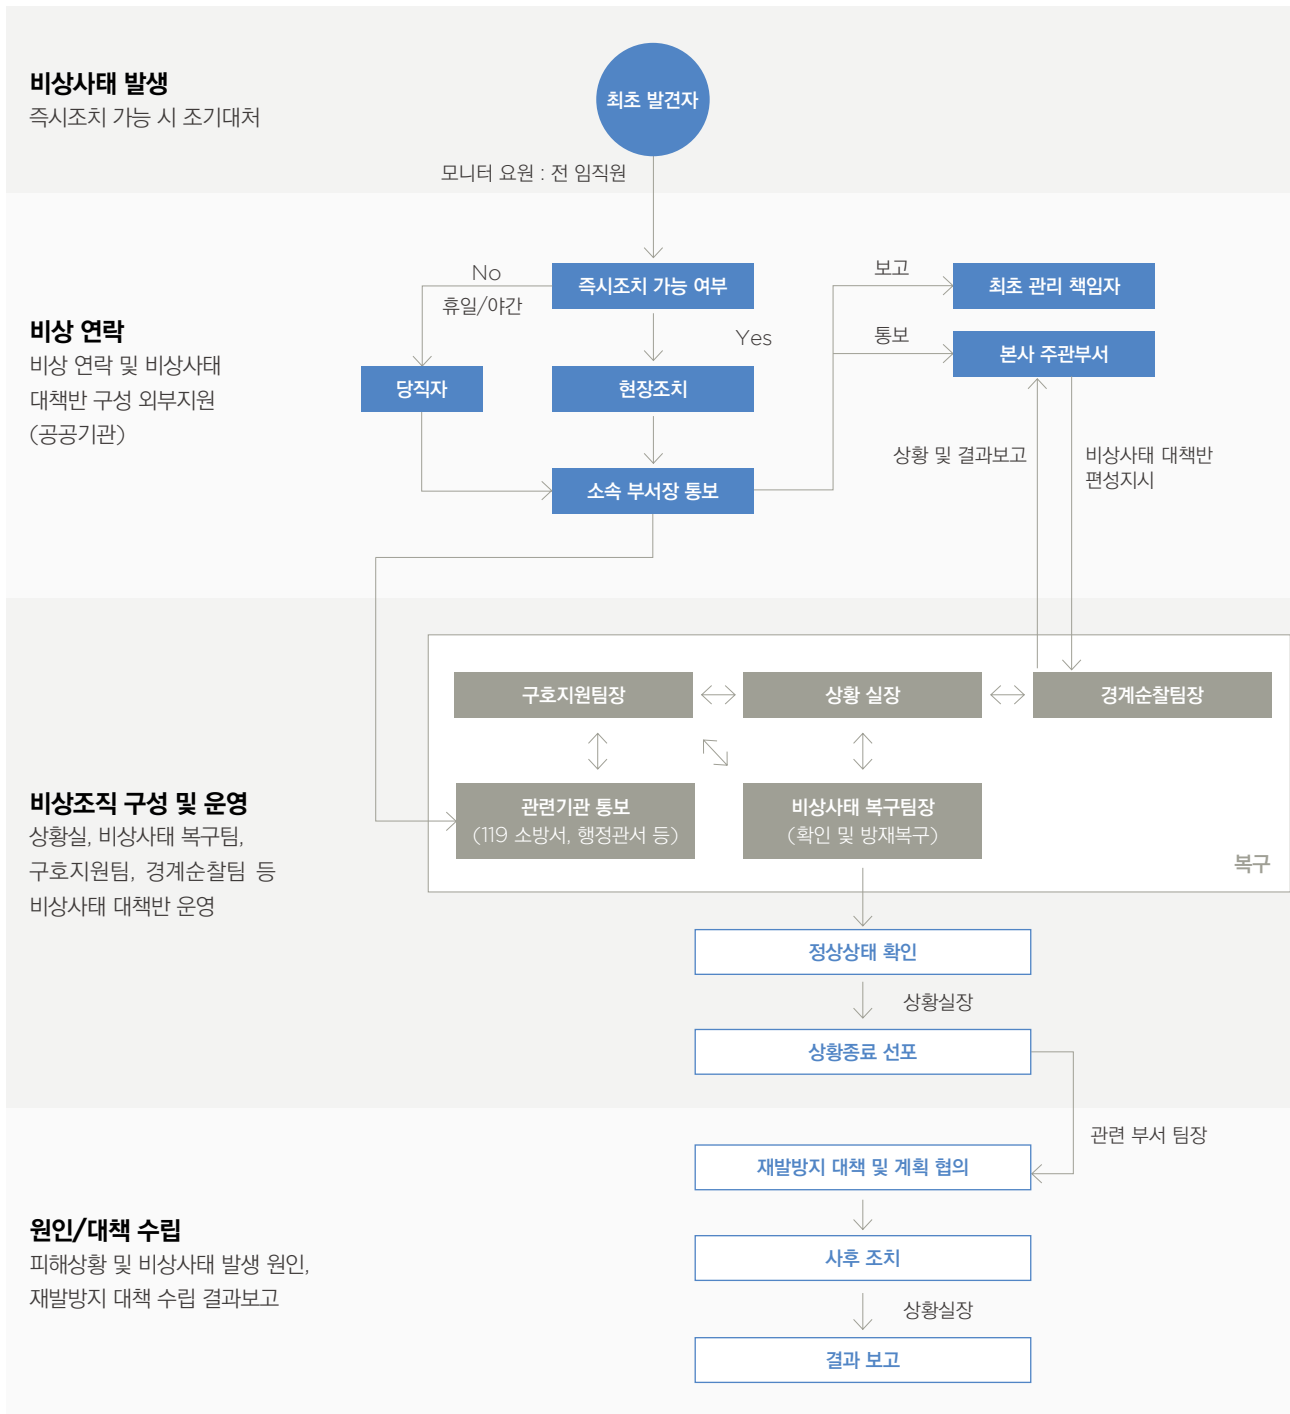 비상사태 발생
즉시조치 가능 시 조기대처
최초 발견자
모니터 요원 : 전 임직원
비상 연락
비상 연락 및 비상사태
대책반 구성 외부지원
(공공기관)
즉시조치 가능 여부
No
휴일/야간
Yes
당직자
현장조치
소속 부서장 통보
보고
최초 관리 책임자
통보
본사 주관부서
상황 및 결과보고
비상사태 대책반
편성지시
비상조직 구성 및 운영
상황실, 비상사태 복구팀,
구호지원팀, 경계순찰팀 등
비상사태 대책반 운영
구호지원팀장
상황 실장
경계순찰팀장
관련기관 통보
(119 소방서, 행정관서 등)
비상사태 복구팀장
(확인 및 방재복구)
복구
정상상태 확인
상황실장
상황종료 선포
관련 부서 팀장
원인/대책 수립
피해상황 및 비상사태 발생 원인,
재발방지 대책 수립 결과보고
재발방지 대책 및 계획 협의
사후 조치
상황실장
결과 보고